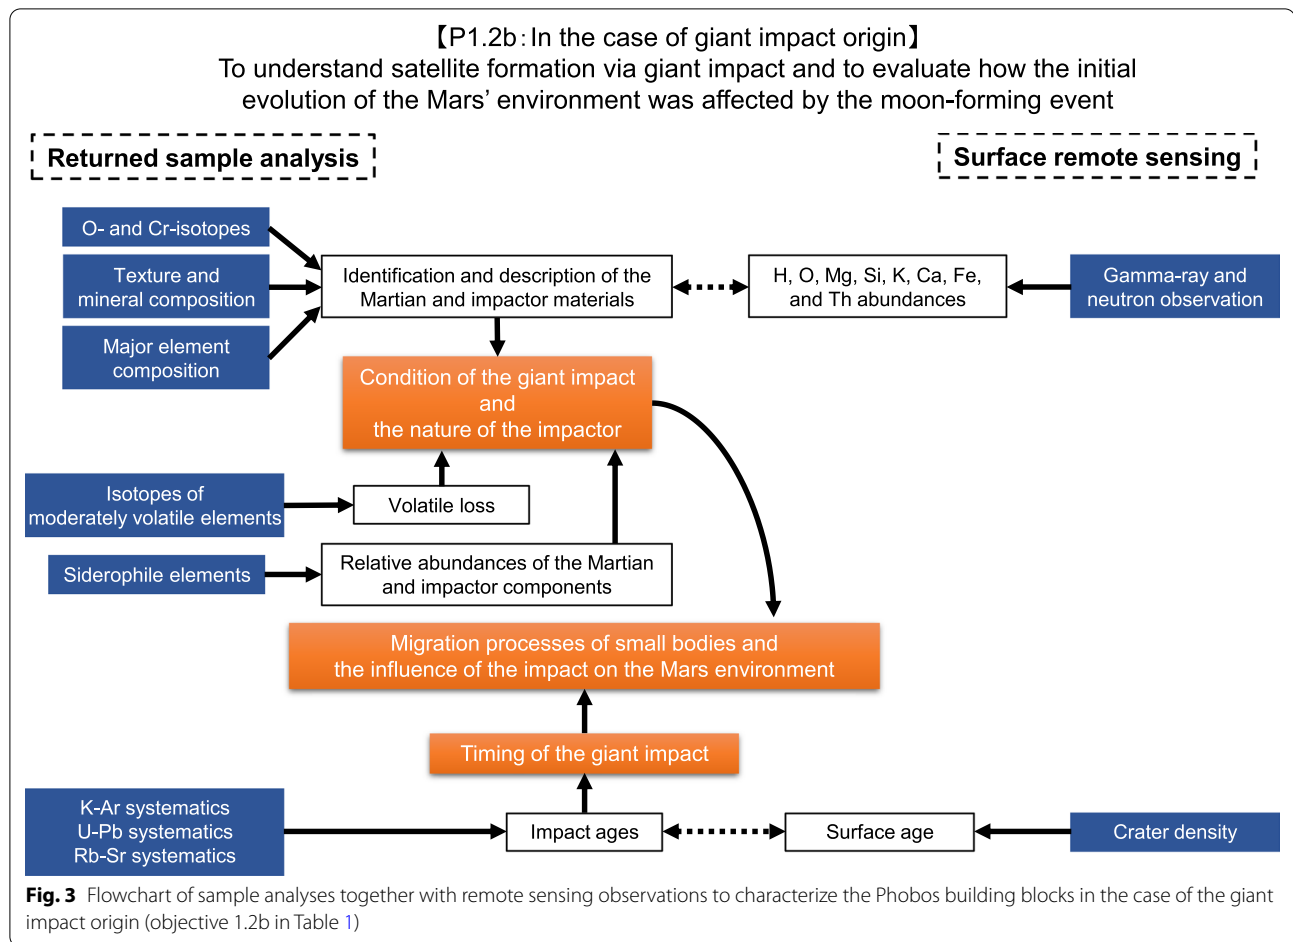 【P1.2b:In the case of giant impact origin】
To understand satellite formation via giant impact and to evaluate how the initial
evolution of the Mars' environment was affected by the moon-forming event
Returned sample analysis
Surface remote sensing
O- and Cr-isotopes
Texture and
mineral composition
Major element
composition
Identification and description of the
Martian and impactor materials
H, O, Mg, Si, K, Ca, Fe,
and Th abundances
Gamma-ray and
neutron observation
Condition of the giant impact
and
the nature of the impactor
Isotopes of
moderately volatile elements
Volatile loss
Siderophile elements
Relative abundances of the Martian
and impactor components
Migration processes of small bodies and
the influence of the impact on the Mars environment
Timing of the giant impact
K-Ar systematics
U-Pb systematics
Rb-Sr systematics
Impact ages
Surface age
Crater density
Fig. 3 Flowchart of sample analyses together with remote sensing observations to characterize the Phobos building blocks in the case of the giant
impact origin (objective 1.2b in Table 1)